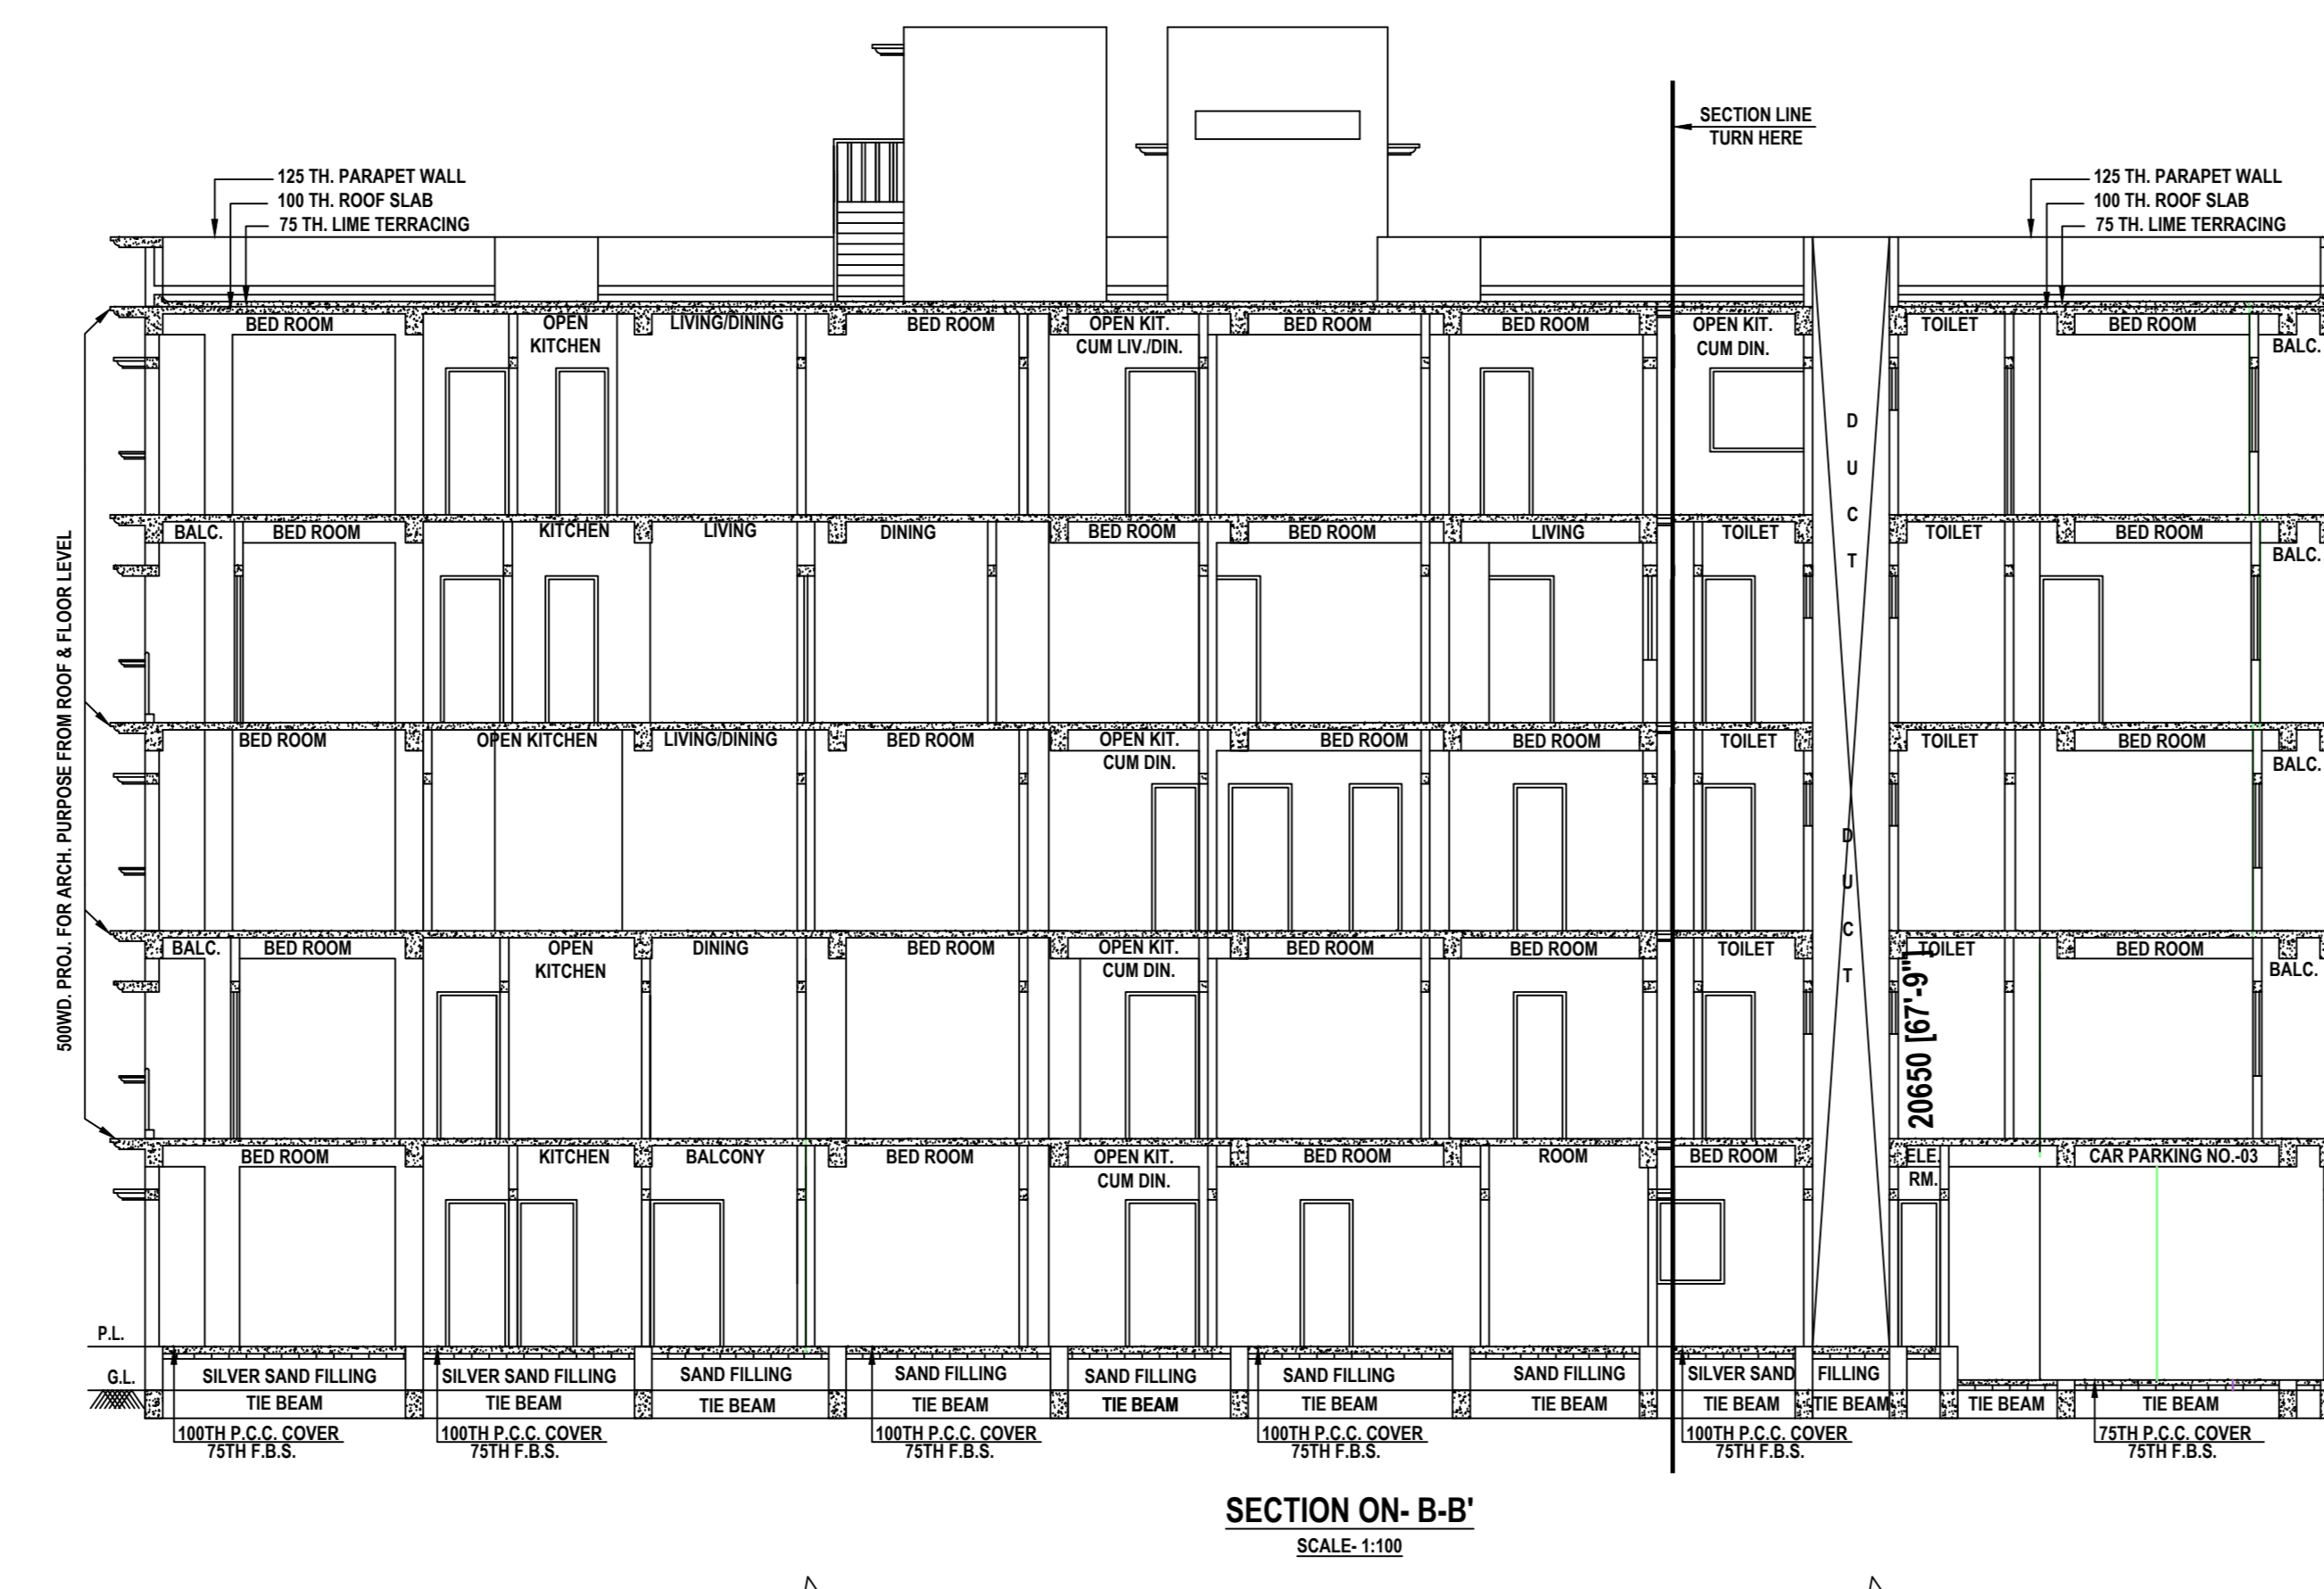 SECTION LINE
TURN HERE
125 TH. PARAPET WALL
100 TH. ROOF SLAB
75 TH. LIME TERRACING
125 TH. PARAPET WALL
100 TH. ROOF SLAB
75 TH. LIME TERRACING
500WD. PROJ. FOR ARCH. PURPOSE FROM ROOF & FLOOR LEVEL
BED ROOM
OPEN
KITCHEN
LIVING/DINING
BED ROOM
OPEN KIT.
CUM LIV./DIN.
BED ROOM
BED ROOM
OPEN KIT.
CUM DIN.
TOILET
BED ROOM
BALC.
DUCT
BALC.
BED ROOM
KITCHEN
LIVING
DINING
BED ROOM
BED ROOM
LIVING
TOILET
TOILET
BED ROOM
BALC.
BED ROOM
OPEN KITCHEN
LIVING/DINING
BED ROOM
OPEN KIT.
CUM DIN.
BED ROOM
BED ROOM
TOILET
TOILET
BED ROOM
BALC.
DUCT
BALC.
BED ROOM
OPEN
KITCHEN
DINING
BED ROOM
OPEN KIT.
CUM DIN.
BED ROOM
BED ROOM
TOILET
TOILET
BED ROOM
BALC.
20650 [67'-9"]
BED ROOM
KITCHEN
BALCONY
BED ROOM
OPEN KIT.
CUM DIN.
BED ROOM
ROOM
BED ROOM
ELE.
RM.
CAR PARKING NO.-03
P.L.
G.L.
SILVER SAND FILLING
SILVER SAND FILLING
SAND FILLING
SAND FILLING
SAND FILLING
SAND FILLING
SAND FILLING
SILVER SAND FILLING
TIE BEAM
TIE BEAM
TIE BEAM
TIE BEAM
TIE BEAM
TIE BEAM
TIE BEAM
TIE BEAM
TIE BEAM
TIE BEAM
TIE BEAM
100TH P.C.C. COVER
75TH F.B.S.
100TH P.C.C. COVER
75TH F.B.S.
100TH P.C.C. COVER
75TH F.B.S.
100TH P.C.C. COVER
75TH F.B.S.
100TH P.C.C. COVER
75TH F.B.S.
75TH P.C.C. COVER
75TH F.B.S.
SECTION ON- B-B'
SCALE- 1:100